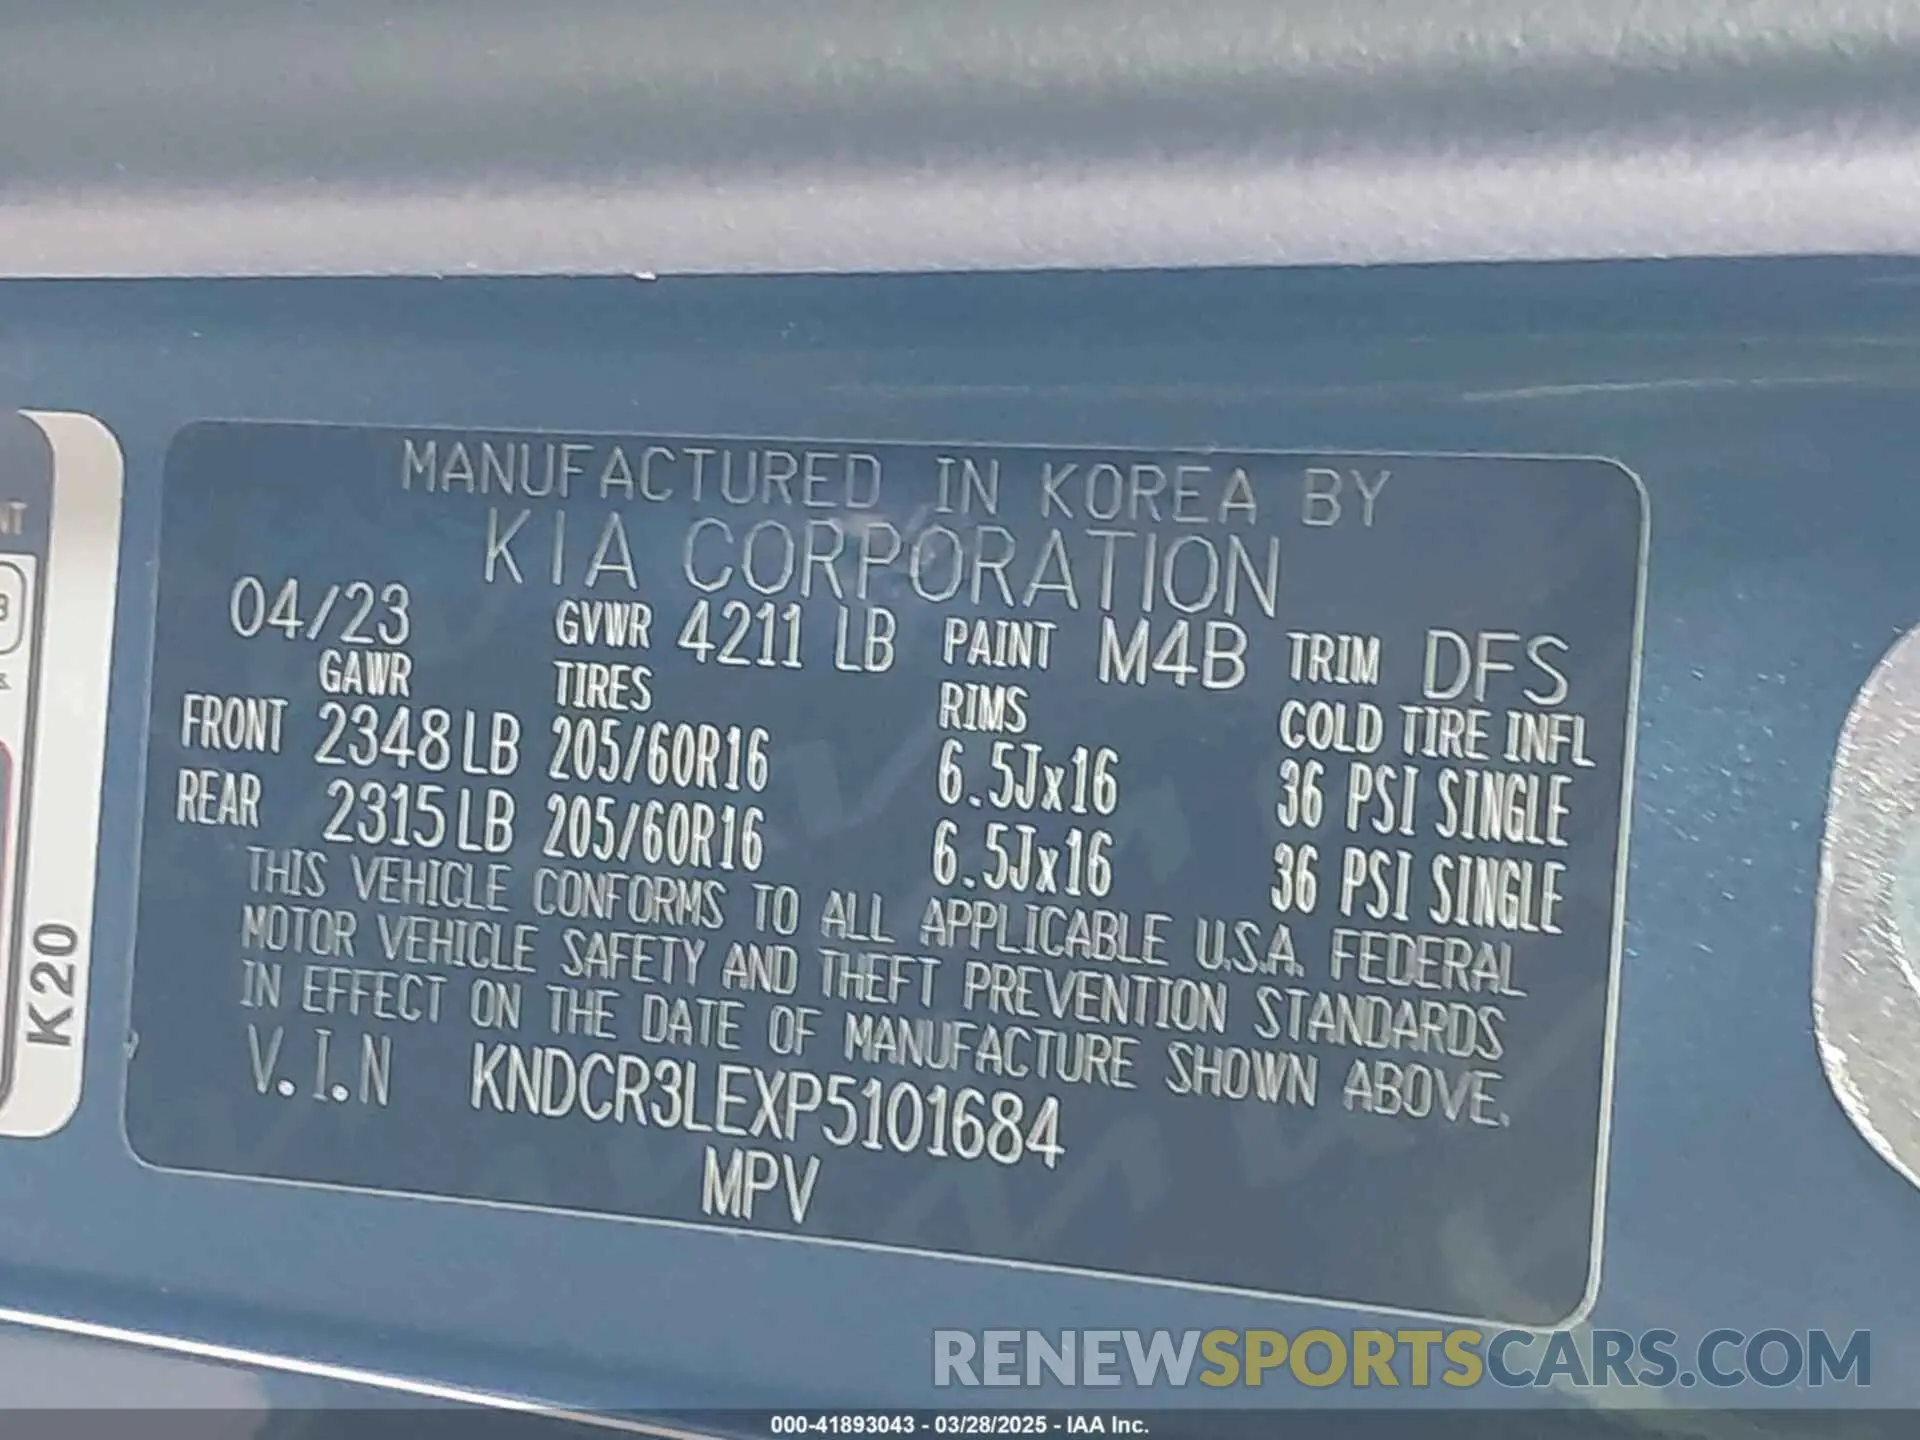 MANUFACTURED IN KOREA BY
KIA CORPORATION
04/23 GVWR 4211 LB PAINT M4B TRIM DFS
GAWR TIRES RIMS COLD TIRE INFL
FRONT 2348 LB 205/60R16 6.5Jx16 36 PSI SINGLE
REAR 2315 LB 205/60R16 6.5Jx16 36 PSI SINGLE
THIS VEHICLE CONFORMS TO ALL APPLICABLE U.S.A. FEDERAL
MOTOR VEHICLE SAFETY AND THEFT PREVENTION STANDARDS
IN EFFECT ON THE DATE OF MANUFACTURE SHOWN ABOVE.
V.I.N KNDCR3LEXP5101684
MPV
K20
RENEWSPORTSCARS.COM
000-41893043 - 03/28/2025 - IAA Inc.